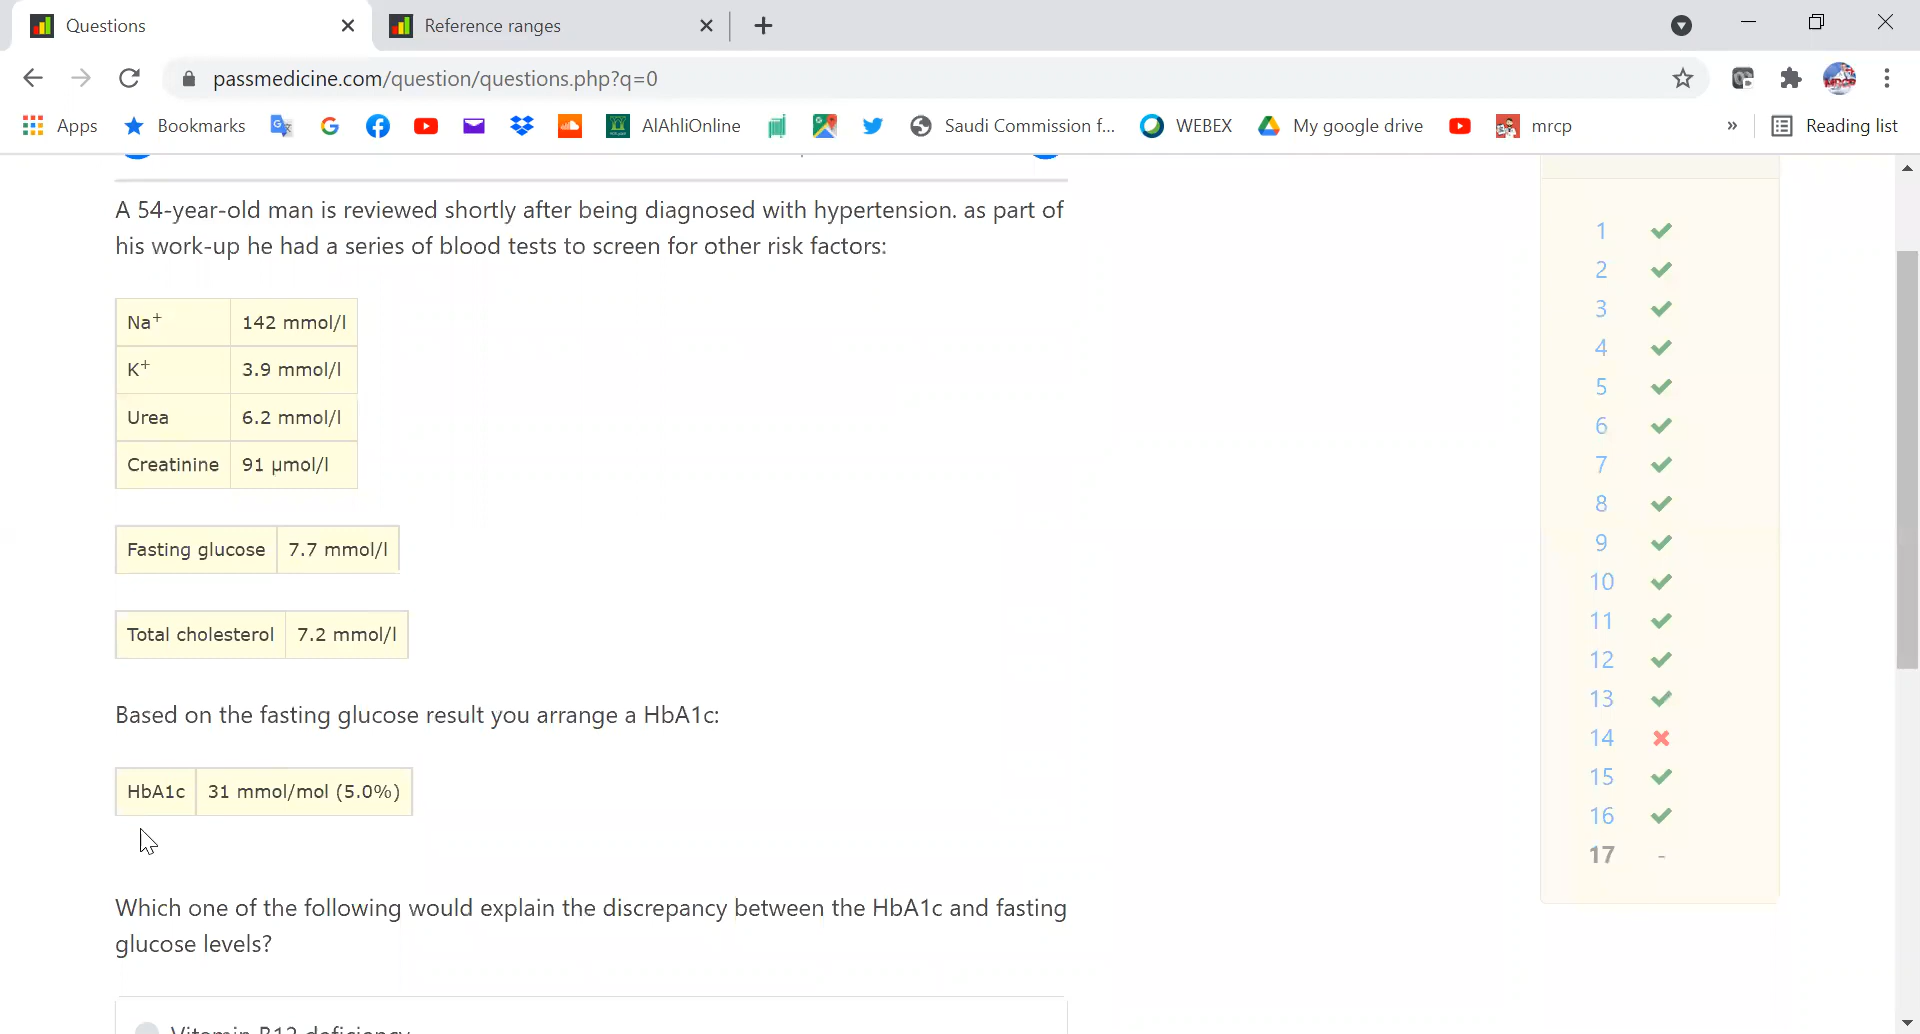 Questions
Reference ranges
passmedicine.com/question/questions.php?q=0
Apps
Bookmarks
AlAhliOnline
Saudi Commission f...
WEBEX
My google drive
mrcp
»
Reading list
A 54-year-old man is reviewed shortly after being diagnosed with hypertension. as part of
his work-up he had a series of blood tests to screen for other risk factors:
Na+ 142 mmol/l
K+ 3.9 mmol/l
Urea 6.2 mmol/l
Creatinine 91 µmol/l
Fasting glucose 7.7 mmol/l
Total cholesterol 7.2 mmol/l
Based on the fasting glucose result you arrange a HbA1c:
HbA1c 31 mmol/mol (5.0%)
Which one of the following would explain the discrepancy between the HbA1c and fasting
glucose levels?
Vitamin B12 deficiency
1
2
3
4
5
6
7
8
9
10
11
12
13
14
15
16
17 -